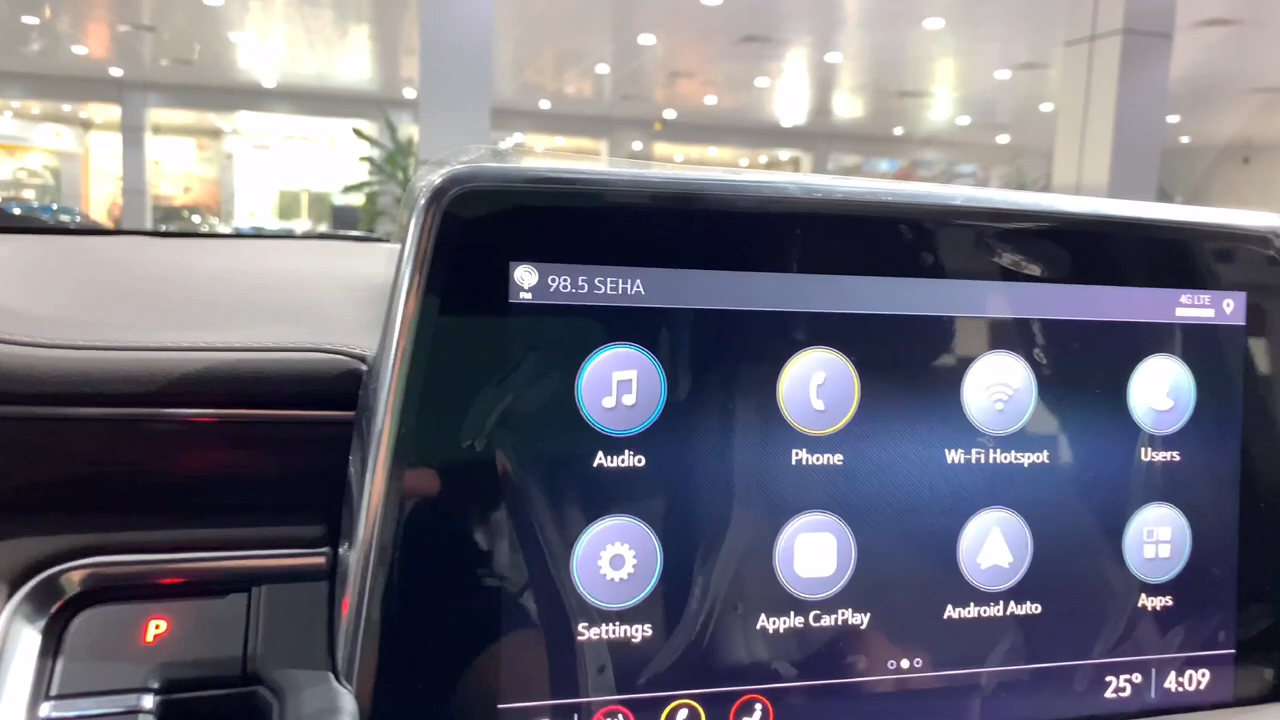 FM 98.5 SEHA
4G LTE
Audio
Phone
Wi-Fi Hotspot
Users
Settings
Apple CarPlay
Android Auto
Apps
P
25° 4:09